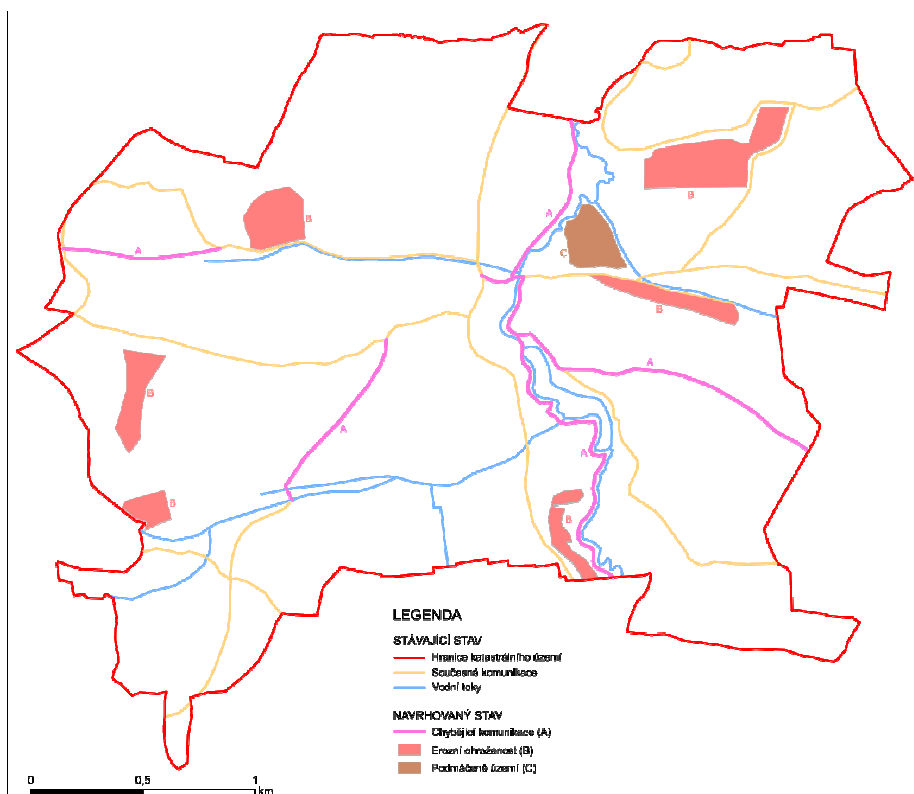 B
A
B
A
C
B
A
B
A
A
B
B
LEGENDA
STÁVAJÍCÍ STAV
Hranice katastrálního území
Současné komunikace
Vodní toky
NAVRHOVANÝ STAV
Chybějící komunikace (A)
Erozní ohroženost (B)
Podmáčené území (C)
0 0,5 1
km